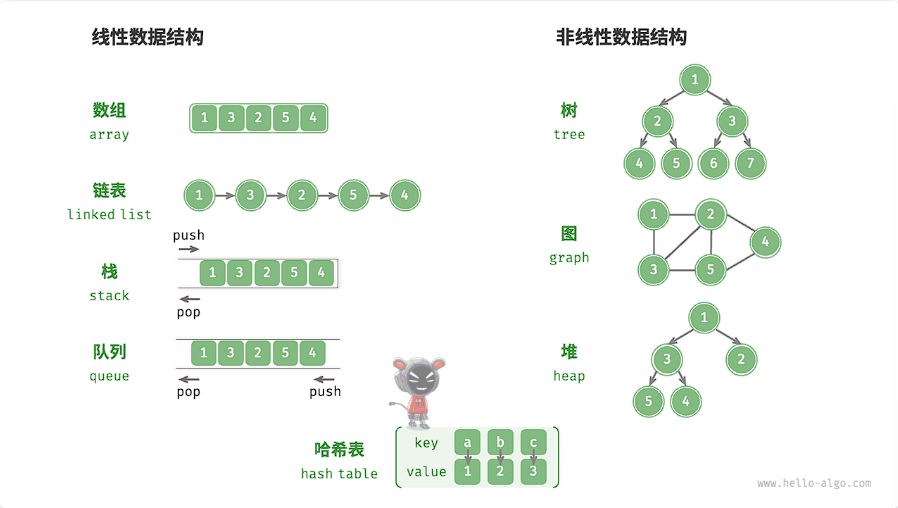 线性数据结构
非线性数据结构
数组
array
1 3 2 5 4
链表
linked list
1 3 2 5 4
push
栈
stack
1 3 2 5 4
pop
队列
queue
1 3 2 5 4
pop
push
树
tree
1
2 3
4 5 6 7
图
graph
1 2
4
3 5
堆
heap
1
3 2
5 4
哈希表
hash table
key a b c
value 1 2 3
www.hello-algo.com